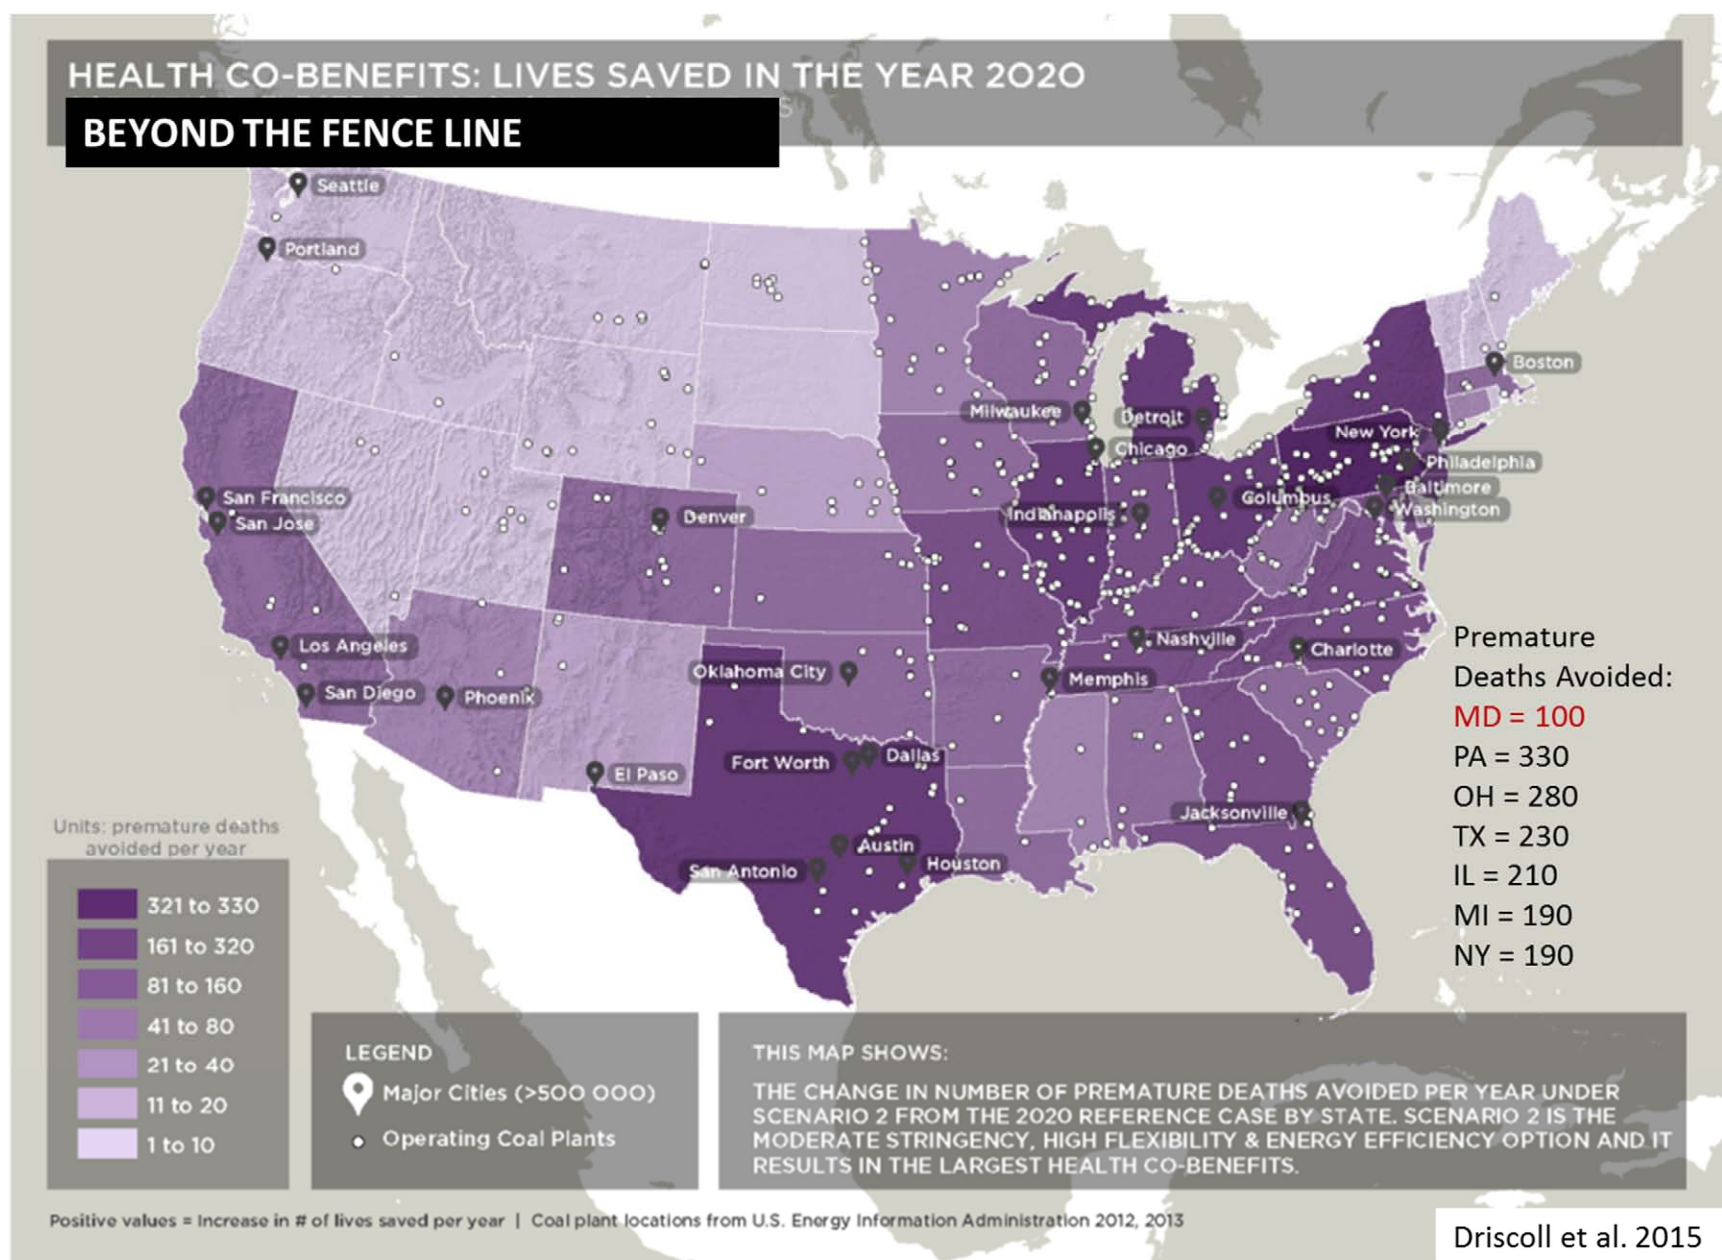 HEALTH CO-BENEFITS: LIVES SAVED IN THE YEAR 2020
BEYOND THE FENCE LINE
Seattle
Portland
Boston
Milwaukee
Detroit
New York
Chicago
Philadelphia
Baltimore
San Francisco
Columbus
Washington
San Jose
Denver
Indianapolis
Los Angeles
Nashville
Charlotte
Oklahoma City
Memphis
San Diego
Phoenix
Dallas
Fort Worth
El Paso
Jacksonville
Austin
Houston
San Antonio
Premature
Deaths Avoided:
MD = 100
PA = 330
OH = 280
TX = 230
IL = 210
MI = 190
NY = 190
Units: premature deaths
avoided per year
321 to 330
161 to 320
81 to 160
41 to 80
21 to 40
11 to 20
1 to 10
LEGEND
Major Cities (>500 000)
Operating Coal Plants
THIS MAP SHOWS:
THE CHANGE IN NUMBER OF PREMATURE DEATHS AVOIDED PER YEAR UNDER
SCENARIO 2 FROM THE 2020 REFERENCE CASE BY STATE. SCENARIO 2 IS THE
MODERATE STRINGENCY, HIGH FLEXIBILITY & ENERGY EFFICIENCY OPTION AND IT
RESULTS IN THE LARGEST HEALTH CO-BENEFITS.
Positive values = Increase in # of lives saved per year | Coal plant locations from U.S. Energy Information Administration 2012, 2013
Driscoll et al. 2015